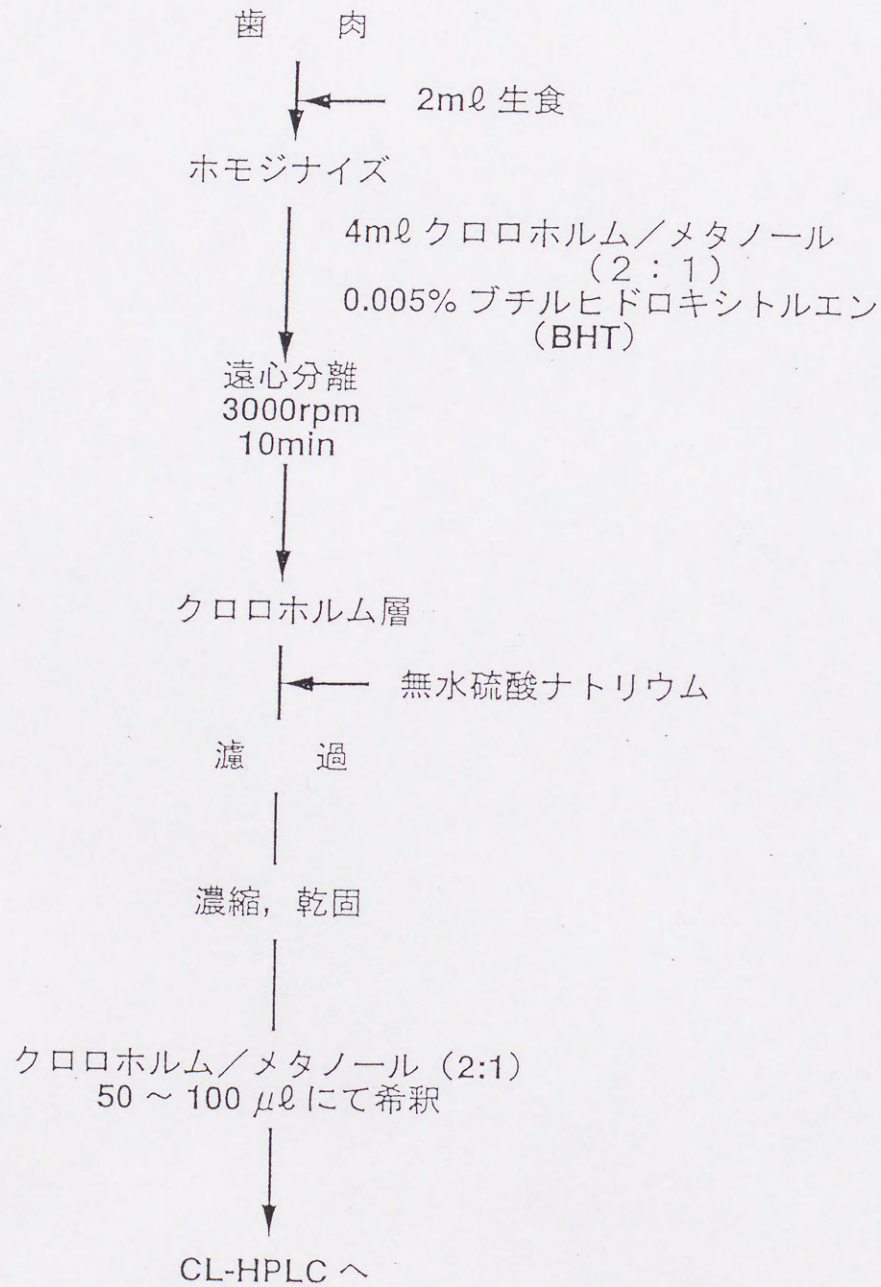 歯　肉
2mℓ 生食
ホモジナイズ
4mℓ クロロホルム／メタノール
（2：1）
0.005% ブチルヒドロキシトルエン
（BHT）
遠心分離
3000rpm
10min
クロロホルム層
無水硫酸ナトリウム
濾　過
濃縮，乾固
クロロホルム／メタノール（2:1）
50 ～ 100 μℓ にて希釈
CL-HPLC へ